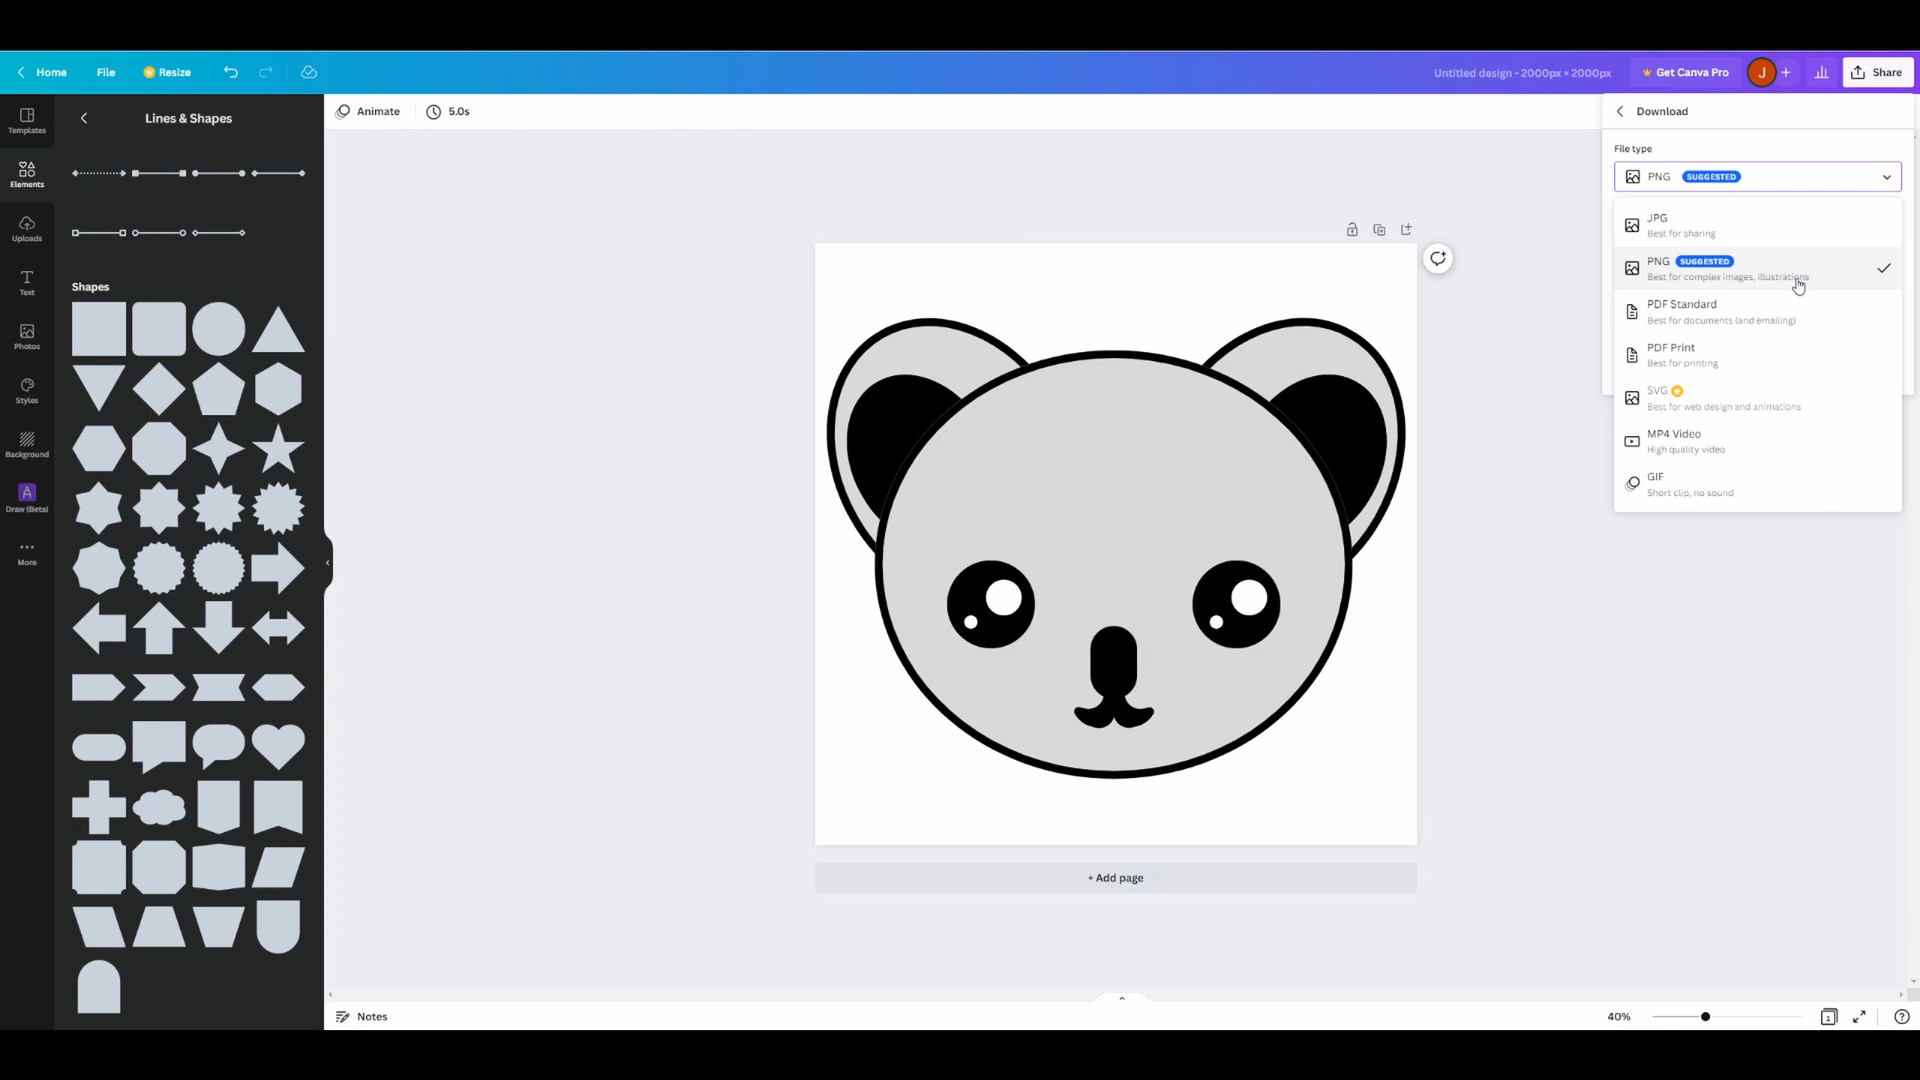 Home File Resize Untitled design - 2000px × 2000px Get Canva Pro J + Share
Templates
Elements
Uploads
Text
Photos
Styles
Background
Draw (Beta)
More
Lines & Shapes
Shapes
Animate 5.0s
+ Add page
Download
File type
PNG SUGGESTED
JPG
Best for sharing
PNG SUGGESTED
Best for complex images, illustrations
PDF Standard
Best for documents (and emailing)
PDF Print
Best for printing
SVG
Best for web design and animations
MP4 Video
High quality video
GIF
Short clip, no sound
Notes 40% 1 ?